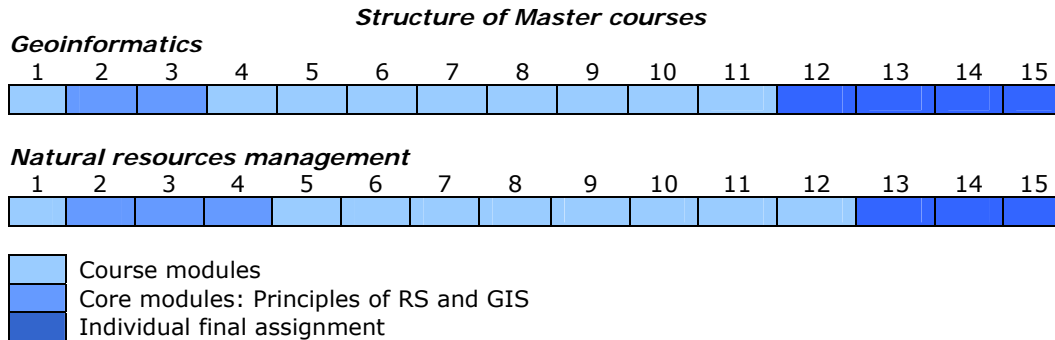 Structure of Master courses
Geoinformatics
1 2 3 4 5 6 7 8 9 10 11 12 13 14 15
Natural resources management
1 2 3 4 5 6 7 8 9 10 11 12 13 14 15
Course modules
Core modules: Principles of RS and GIS
Individual final assignment